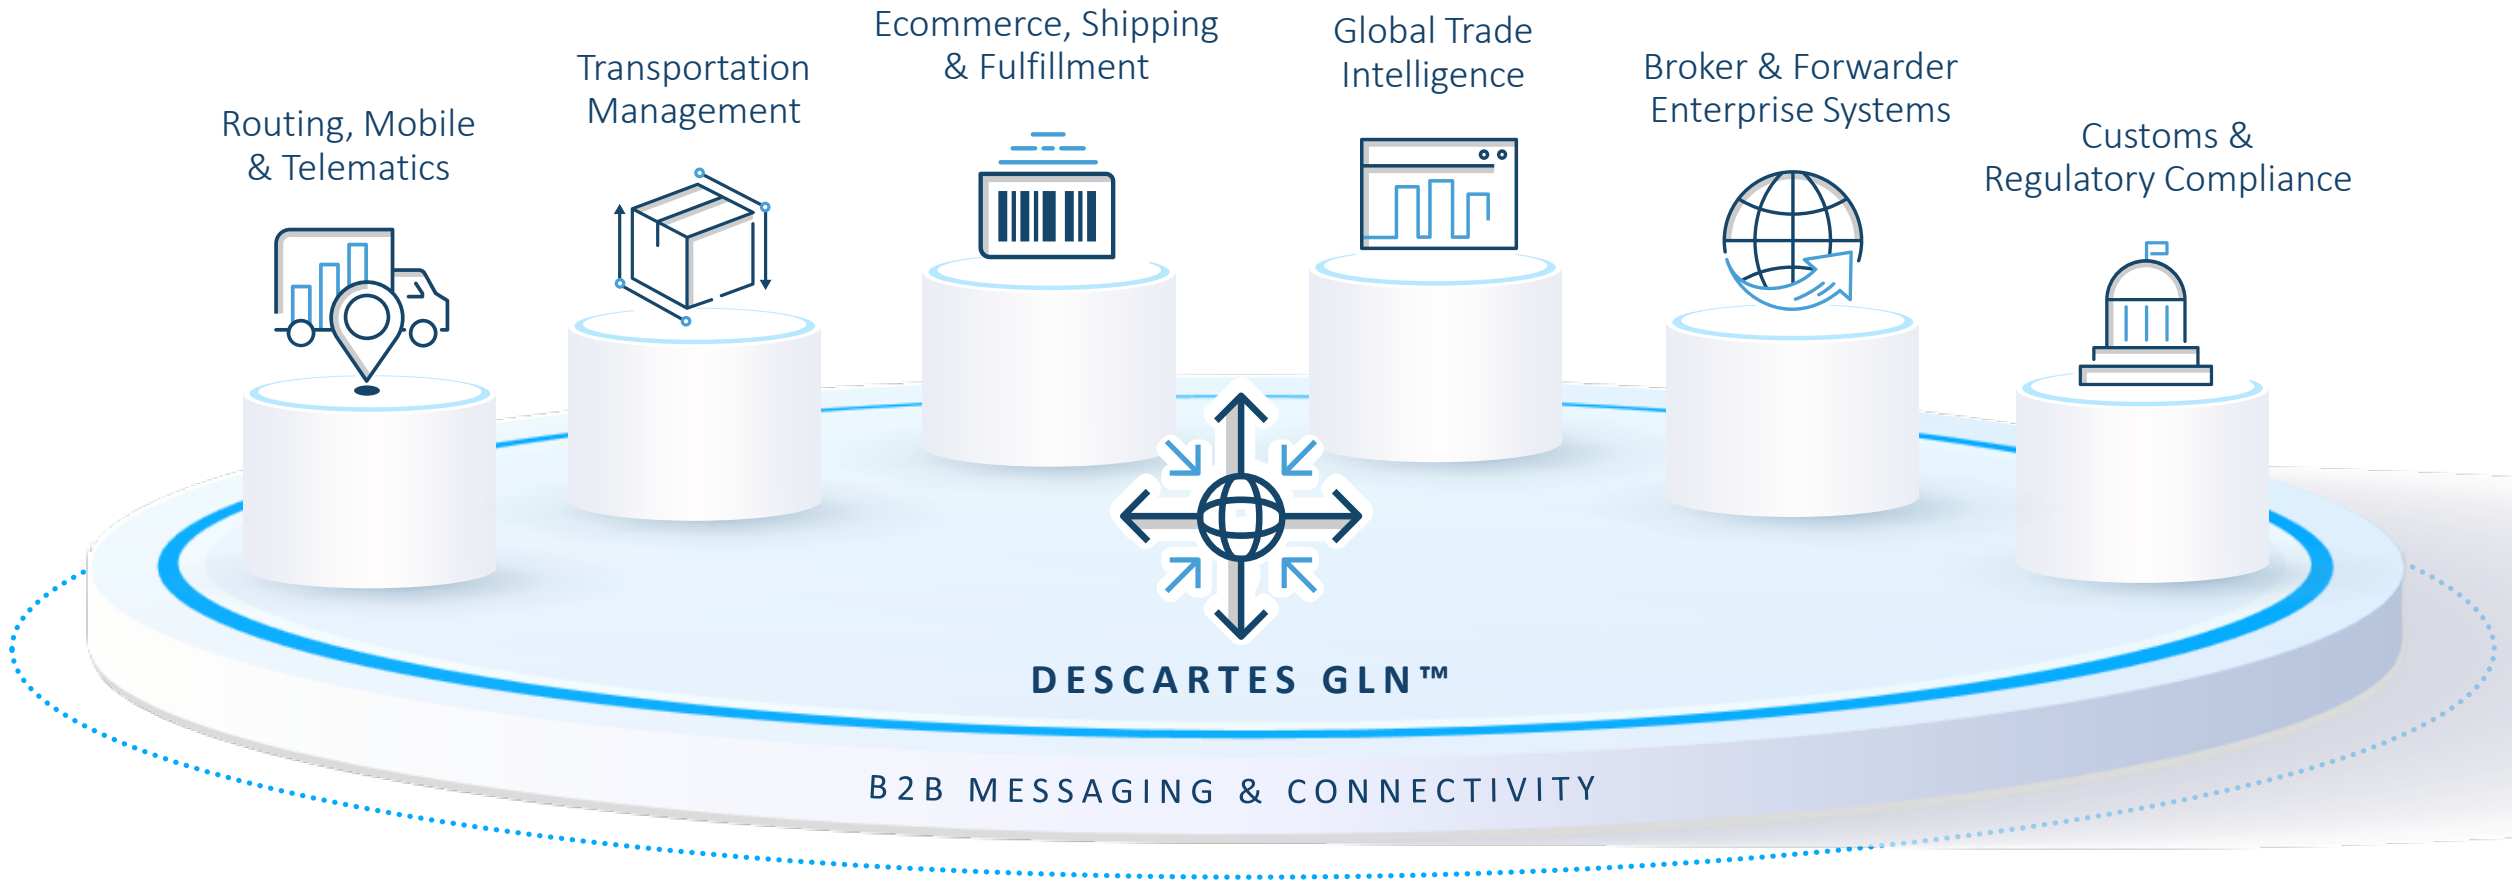 Routing, Mobile
& Telematics
Transportation
Management
Ecommerce, Shipping
& Fulfillment
Global Trade
Intelligence
Broker & Forwarder
Enterprise Systems
Customs &
Regulatory Compliance
DESCARTES GLN™
B2B MESSAGING & CONNECTIVITY